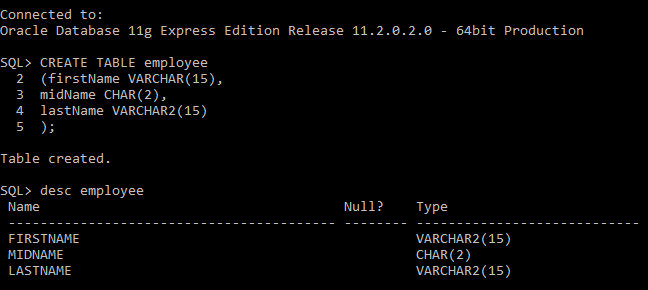 Connected to:
Oracle Database 11g Express Edition Release 11.2.0.2.0 - 64bit Production
SQL> CREATE TABLE employee
2 (firstName VARCHAR(15),
3 midName CHAR(2),
4 lastName VARCHAR2(15)
5 );
Table created.
SQL> desc employee
Name Null? Type
----------------------------------------- -------- ----------------------------
FIRSTNAME VARCHAR2(15)
MIDNAME CHAR(2)
LASTNAME VARCHAR2(15)